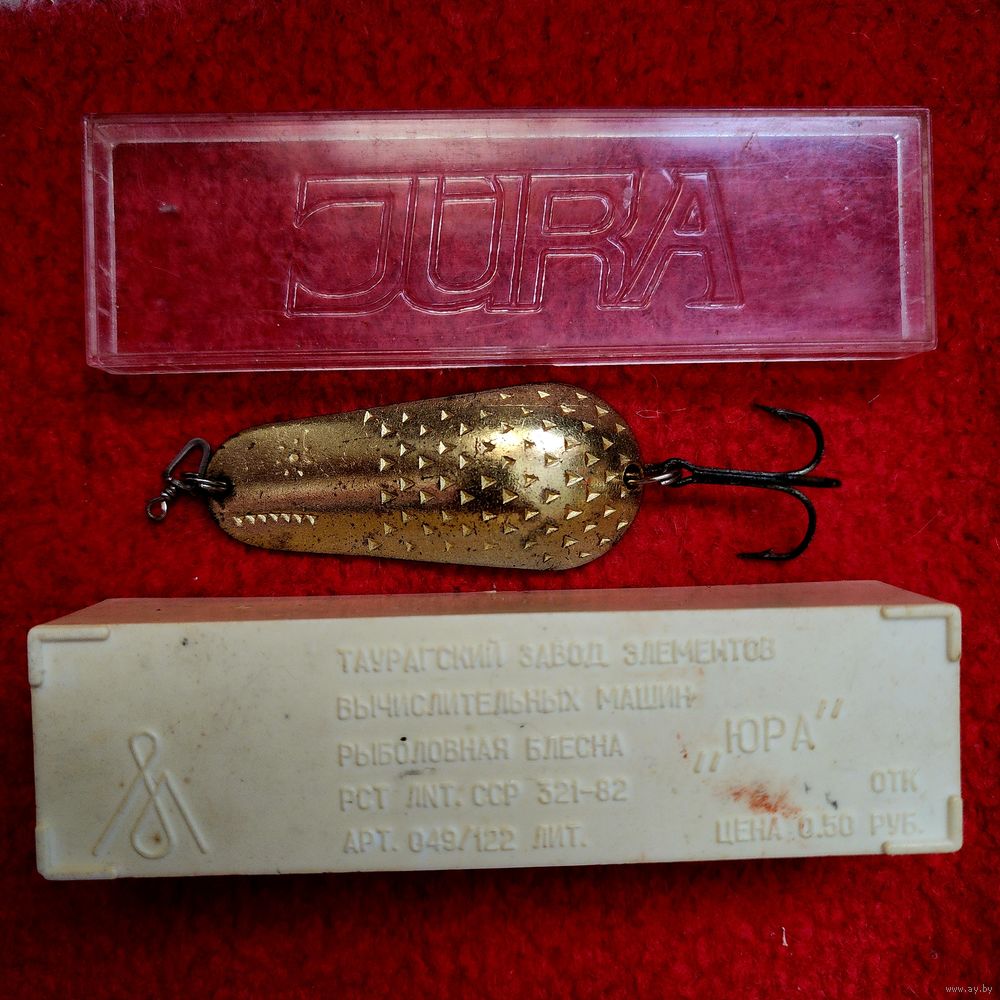 JŪRA
ТАУРАГСКИЙ ЗАВОД ЭЛЕМЕНТОВ
ВЫЧИСЛИТЕЛЬНЫХ МАШИН
РЫБОЛОВНАЯ БЛЕСНА
„ЮРА”
РСТ ЛИТ. ССР 321-82
ОТК
АРТ. 049/122 ЛИТ.
ЦЕНА 0.50 РУБ.
www.ay.by